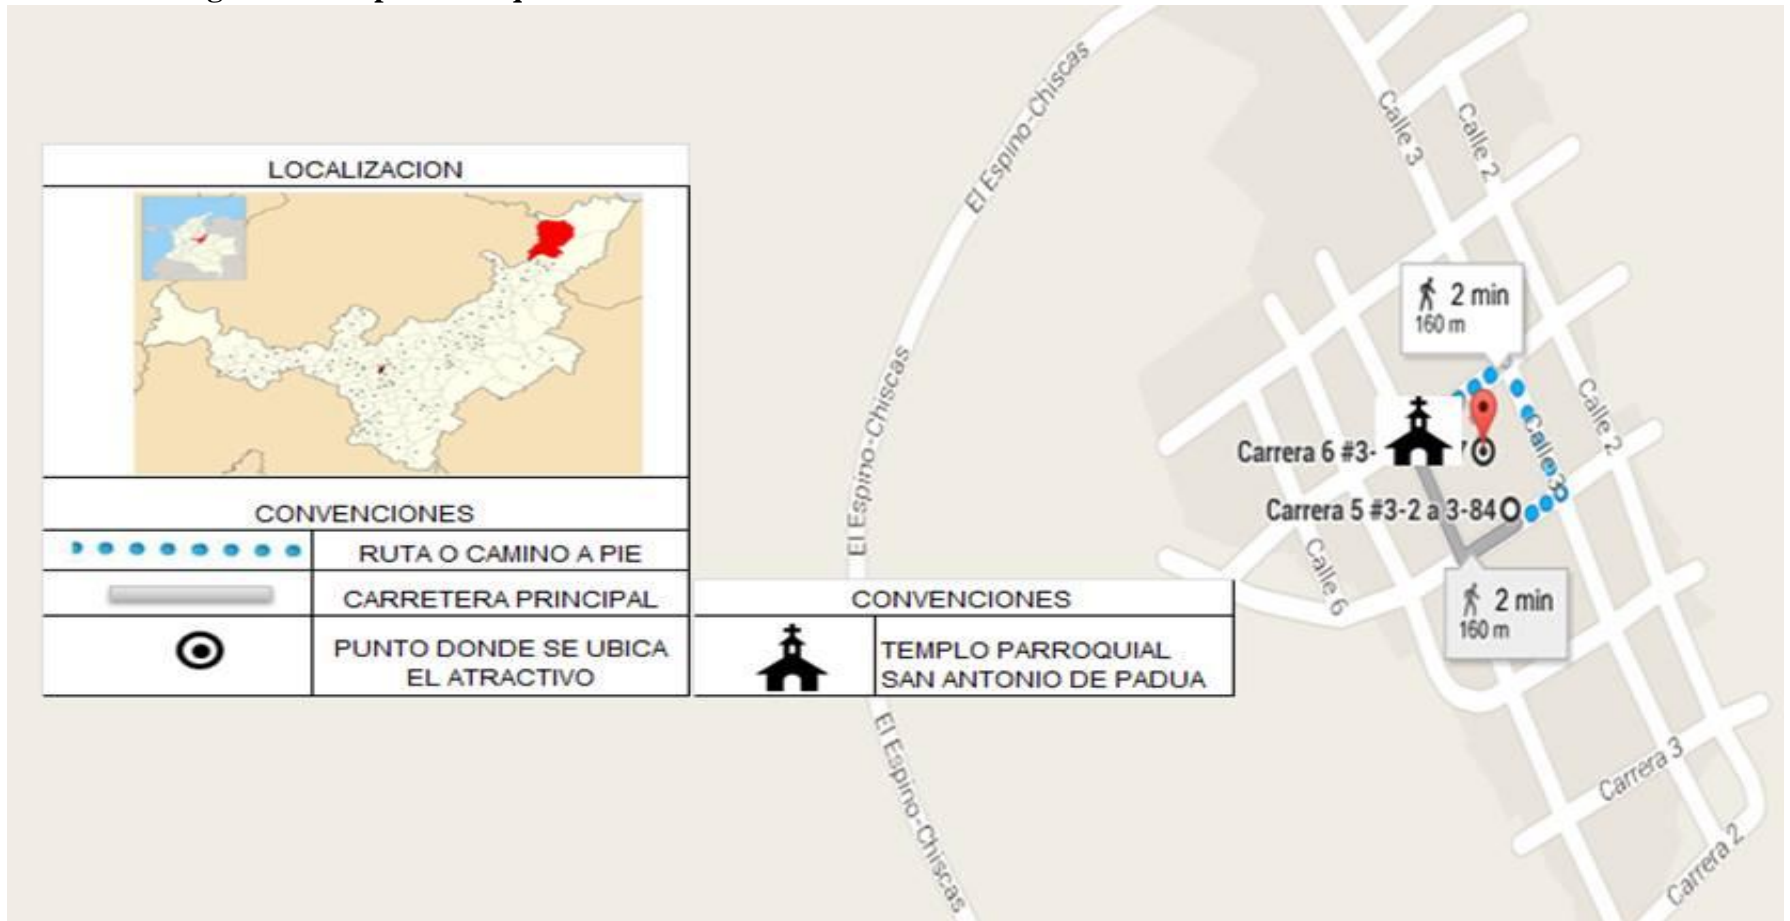 LOCALIZACION
CONVENCIONES
RUTA O CAMINO A PIE
CARRETERA PRINCIPAL
PUNTO DONDE SE UBICA
EL ATRACTIVO
CONVENCIONES
TEMPLO PARROQUIAL
SAN ANTONIO DE PADUA
El Espino-Chiscas
El Espino-Chiscas
El Espino-Chiscas
Calle 3
Calle 2
2 min
160 m
Calle 2
Calle 3
Carrera 6 #3-
7
Carrera 5 #3-2 a 3-84
Calle 6
2 min
160 m
Carrera 3
Carrera 2